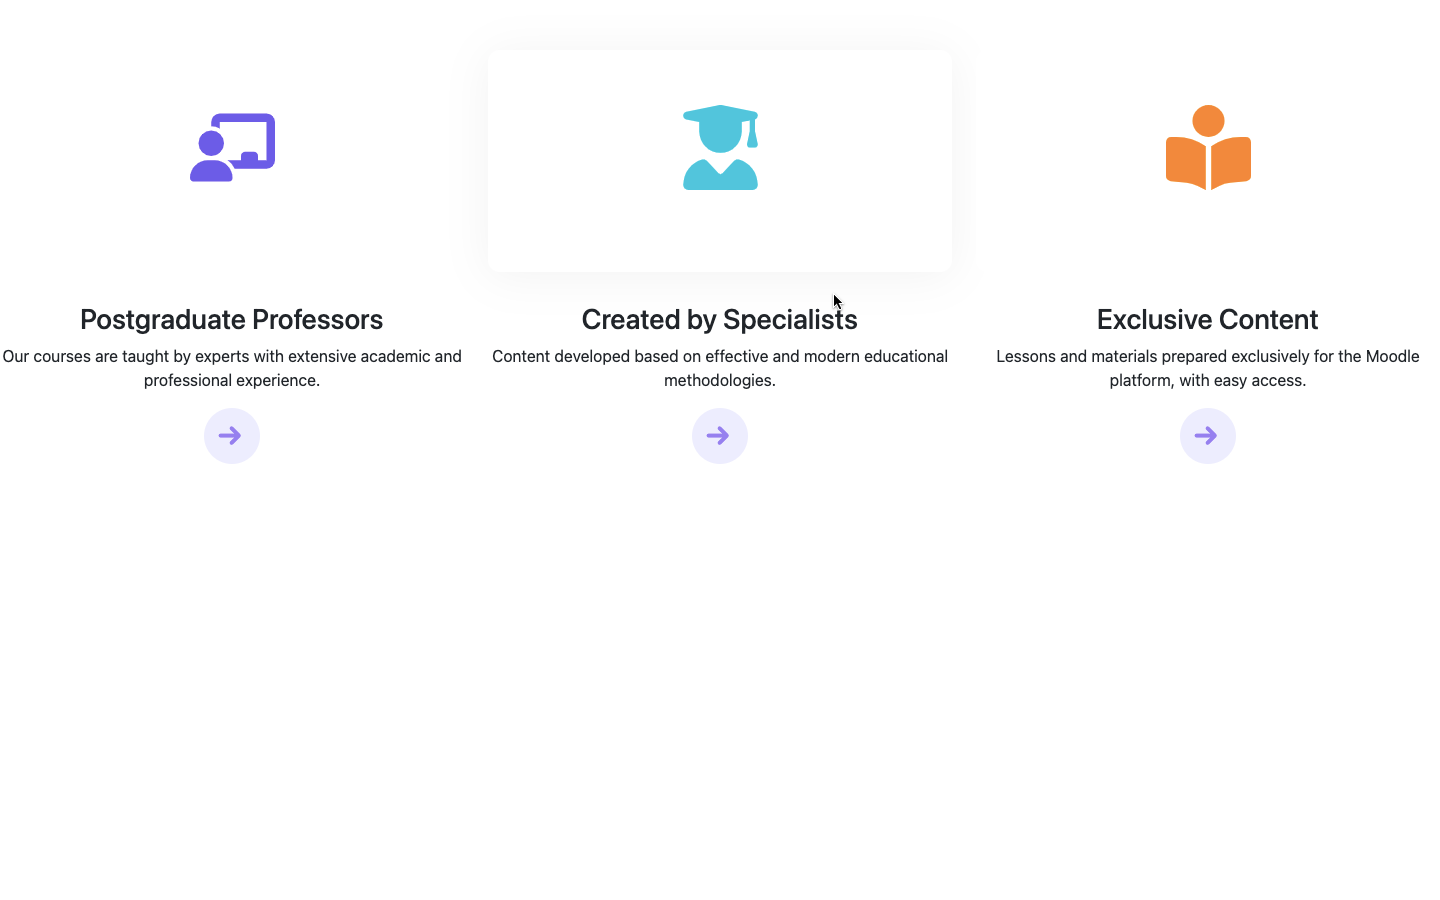 Postgraduate Professors
Our courses are taught by experts with extensive academic and
professional experience.
Created by Specialists
Content developed based on effective and modern educational
methodologies.
Exclusive Content
Lessons and materials prepared exclusively for the Moodle
platform, with easy access.